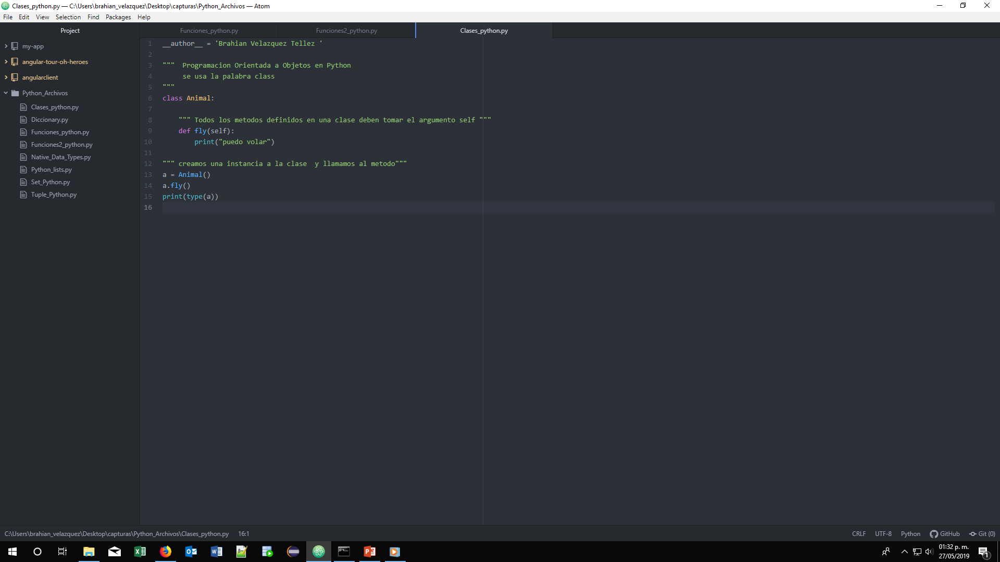 Clases_python.py — C:\Users\brahian_velazquez\Desktop\capturas\Python_Archivos — Atom
File Edit View Selection Find Packages Help
Project
Funciones_python.py
Funciones2_python.py
Clases_python.py
my-app
angular-tour-oh-heroes
angularclient
Python_Archivos
Clases_python.py
Diccionary.py
Funciones_python.py
Funciones2_python.py
Native_Data_Types.py
Python_lists.py
Set_Python.py
Tuple_Python.py
1 __author__ = 'Brahian Velazquez Tellez '
2
3 """  Programacion Orientada a Objetos en Python
4      se usa la palabra class
5 """
6 class Animal:
7
8     """ Todos los metodos definidos en una clase deben tomar el argumento self """
9     def fly(self):
10         print("puedo volar")
11
12 """ creamos una instancia a la clase  y llamamos al metodo"""
13 a = Animal()
14 a.fly()
15 print(type(a))
16
C:\Users\brahian_velazquez\Desktop\capturas\Python_Archivos\Clases_python.py 16:1
CRLF UTF-8 Python GitHub Git (0)
01:32 p. m.
27/05/2019
1